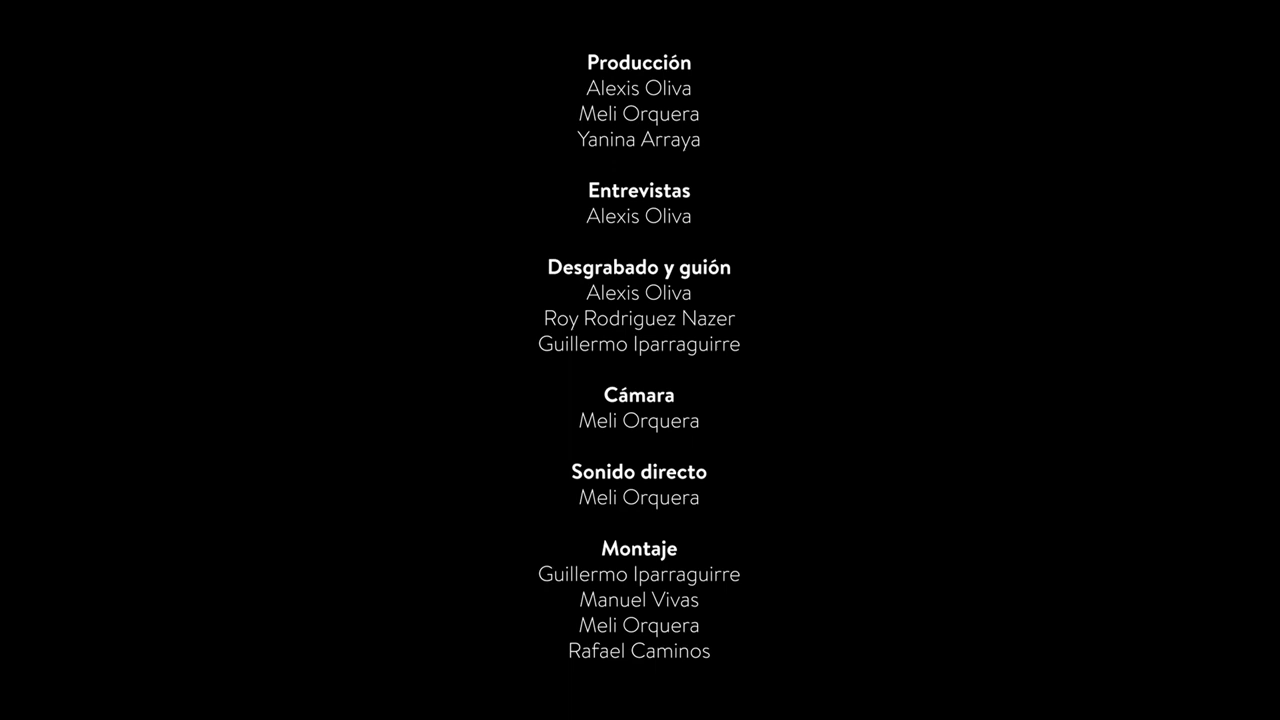 Producción
Alexis Oliva
Meli Orquera
Yanina Arraya
Entrevistas
Alexis Oliva
Desgrabado y guión
Alexis Oliva
Roy Rodriguez Nazer
Guillermo Iparraguirre
Cámara
Meli Orquera
Sonido directo
Meli Orquera
Montaje
Guillermo Iparraguirre
Manuel Vivas
Meli Orquera
Rafael Caminos